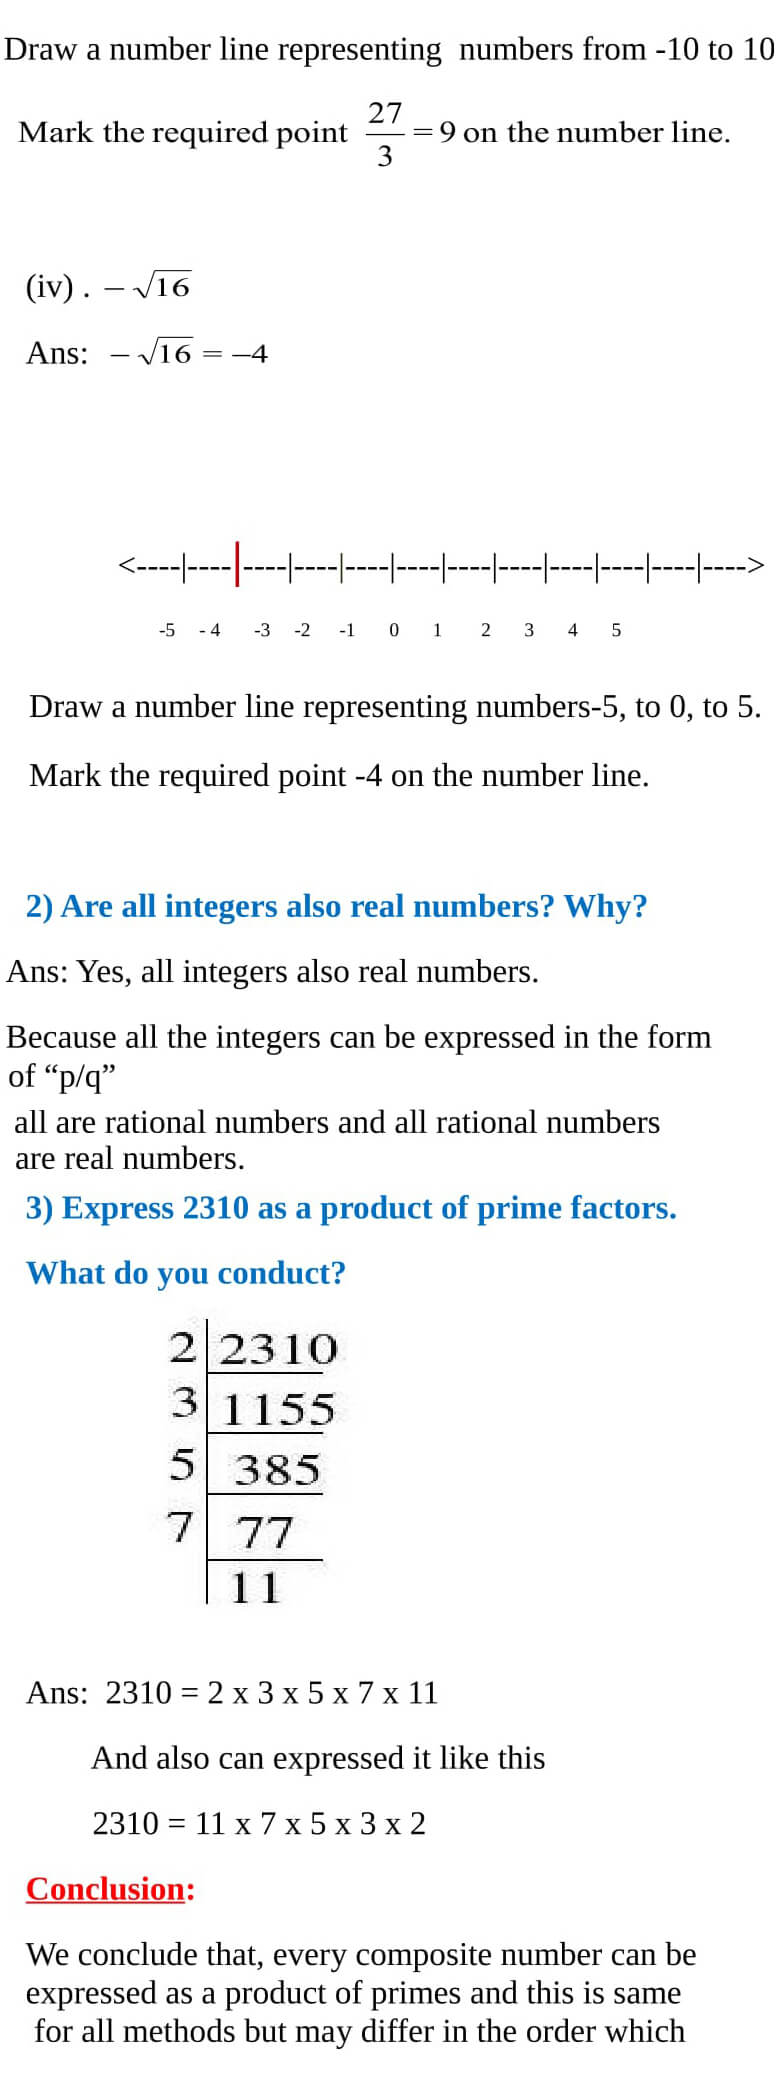 Draw a number line representing numbers from -10 to 10
Mark the required point 27/3 = 9 on the number line.
(iv) . – √16
Ans: – √16 = –4
<----|----|----|----|----|----|----|----|----|----|----|---->
-5 - 4 -3 -2 -1 0 1 2 3 4 5
Draw a number line representing numbers-5, to 0, to 5.
Mark the required point -4 on the number line.
2) Are all integers also real numbers? Why?
Ans: Yes, all integers also real numbers.
Because all the integers can be expressed in the form
of “p/q”
all are rational numbers and all rational numbers
are real numbers.
3) Express 2310 as a product of prime factors.
What do you conduct?
2 | 2310
3 | 1155
5 | 385
7 | 77
| 11
Ans: 2310 = 2 x 3 x 5 x 7 x 11
And also can expressed it like this
2310 = 11 x 7 x 5 x 3 x 2
Conclusion:
We conclude that, every composite number can be
expressed as a product of primes and this is same
for all methods but may differ in the order which